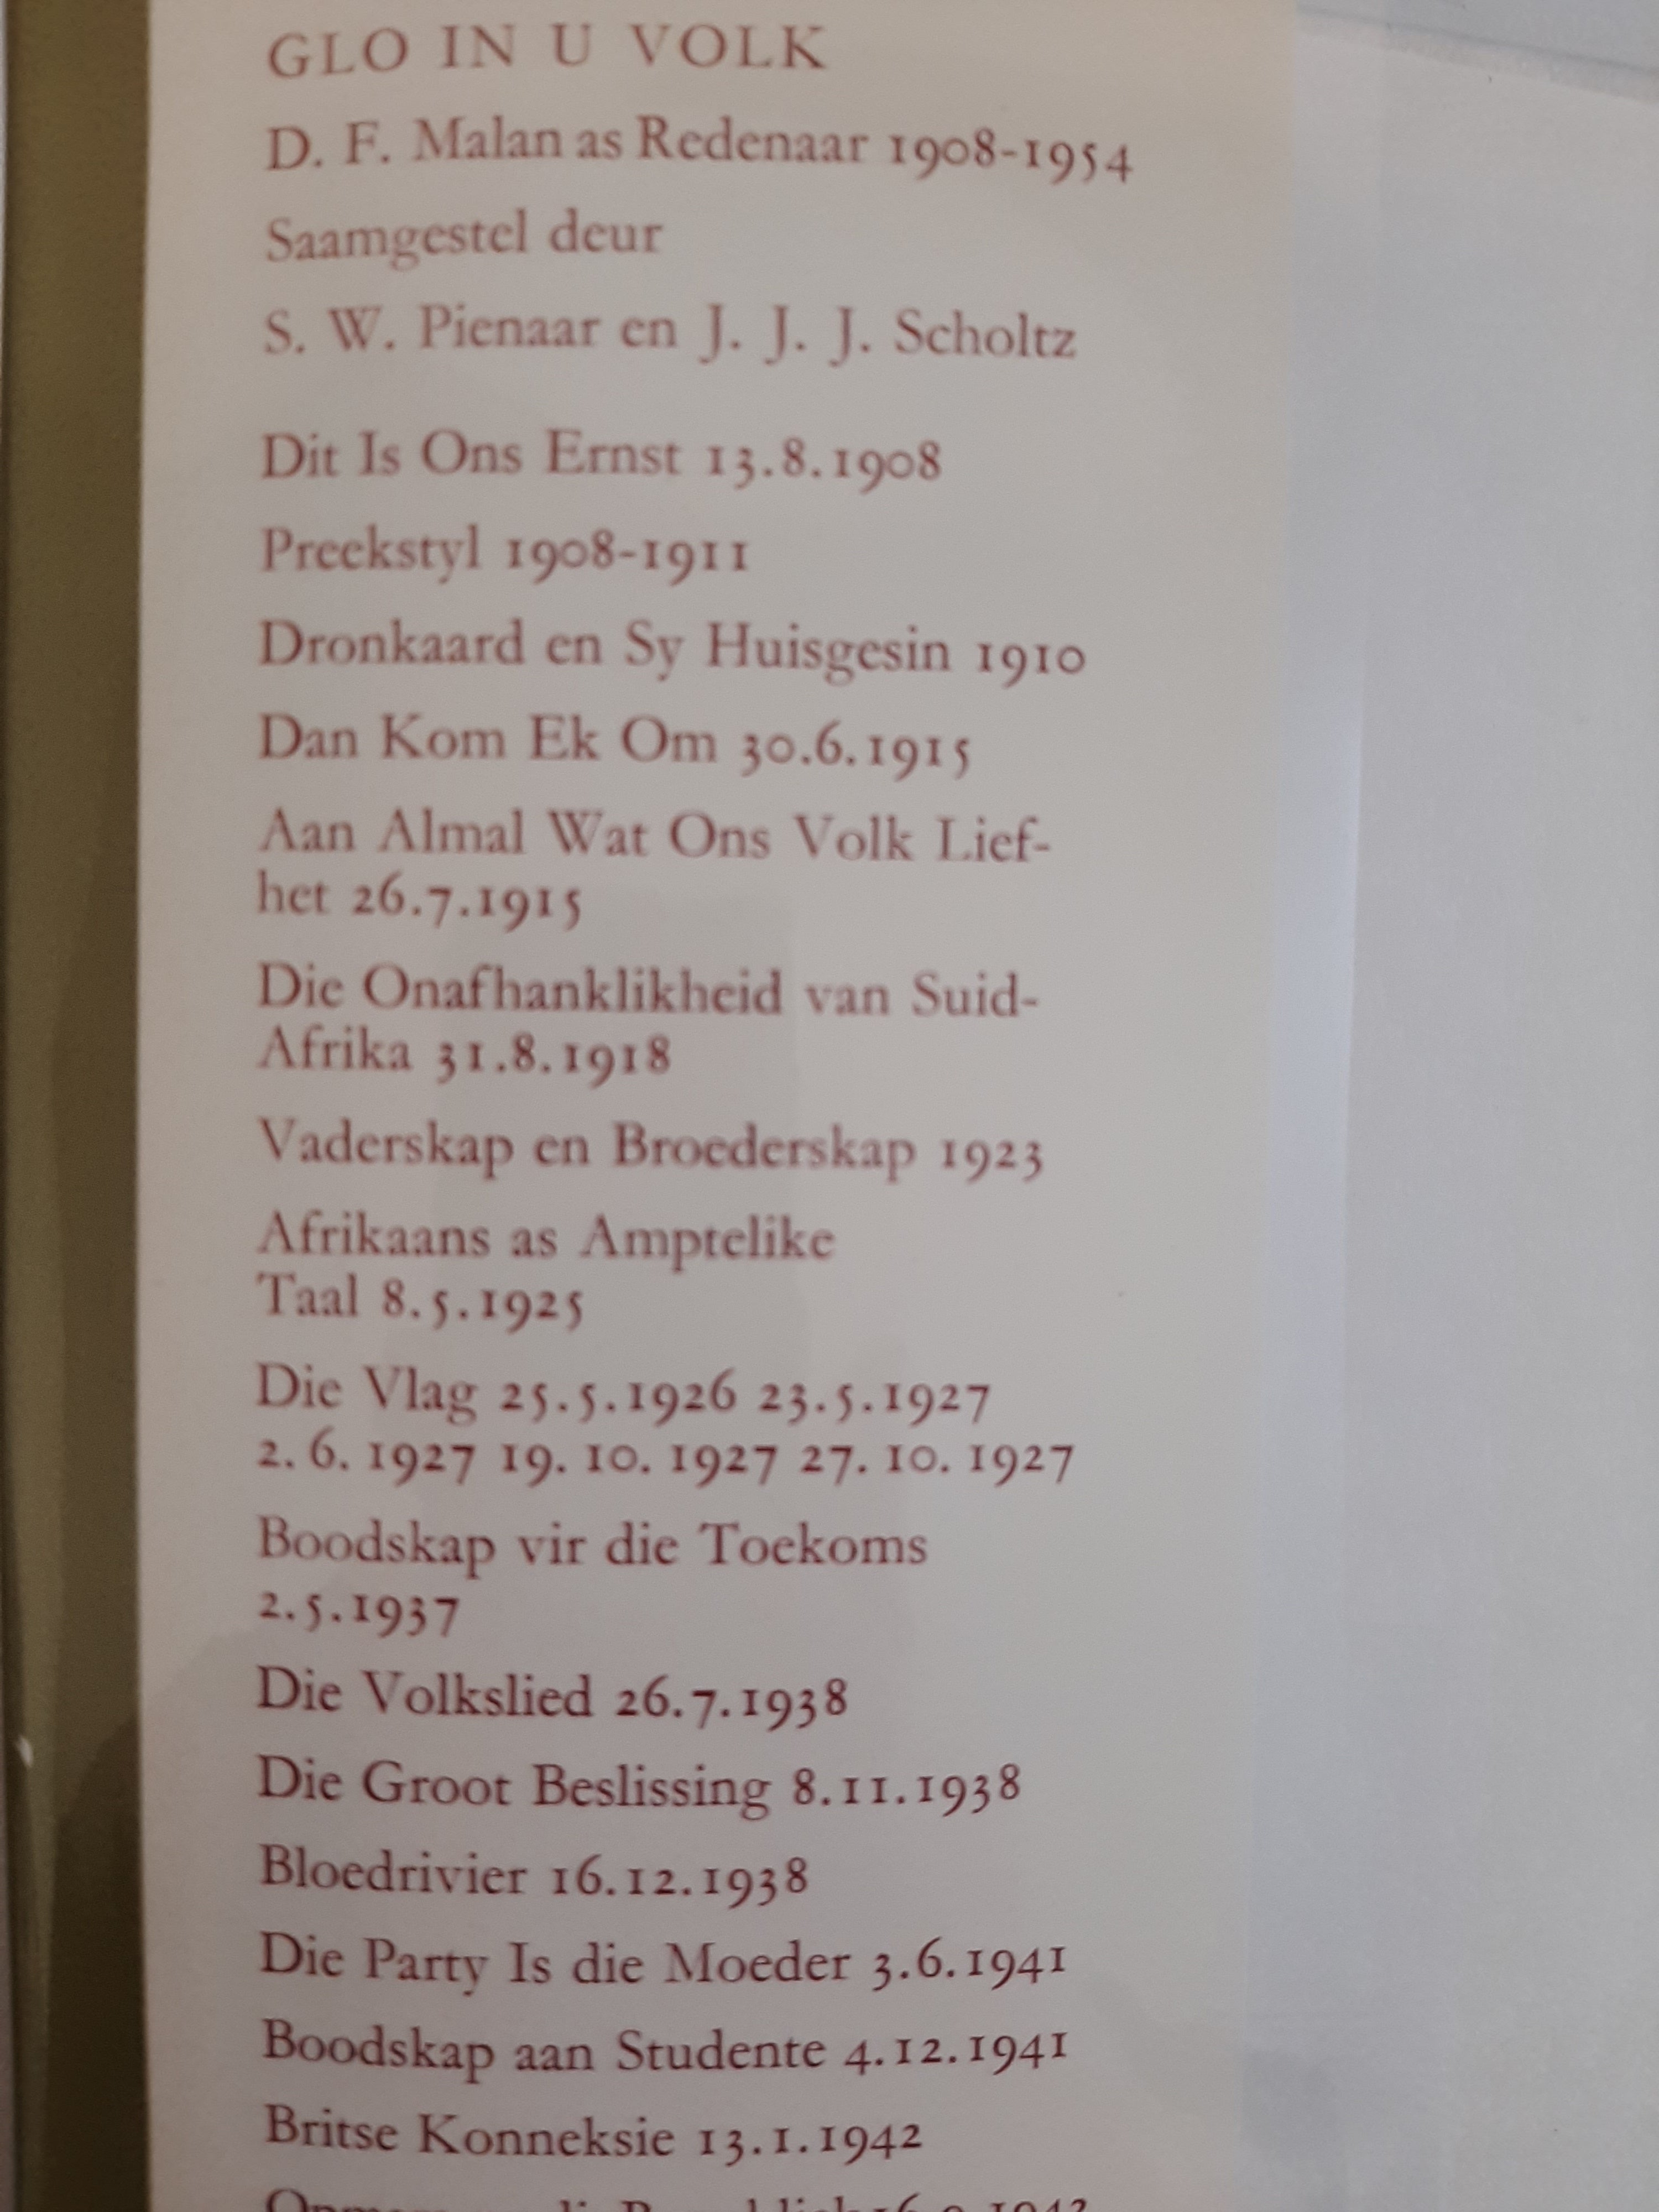 GLO IN U VOLK
D. F. Malan as Redenaar 1908-1954
Saamgestel deur
S. W. Pienaar en J. J. J. Scholtz
Dit Is Ons Ernst 13.8.1908
Preekstyl 1908-1911
Dronkaard en Sy Huisgesin 1910
Dan Kom Ek Om 30.6.1915
Aan Almal Wat Ons Volk Lief-
het 26.7.1915
Die Onafhanklikheid van Suid-
Afrika 31.8.1918
Vaderskap en Broederskap 1923
Afrikaans as Amptelike
Taal 8.5.1925
Die Vlag 25.5.1926 23.5.1927
2. 6. 1927 19. 10. 1927 27. 10. 1927
Boodskap vir die Toekoms
2.5.1937
Die Volkslied 26.7.1938
Die Groot Beslissing 8.11.1938
Bloedrivier 16.12.1938
Die Party Is die Moeder 3.6.1941
Boodskap aan Studente 4.12.1941
Britse Konneksie 13.1.1942